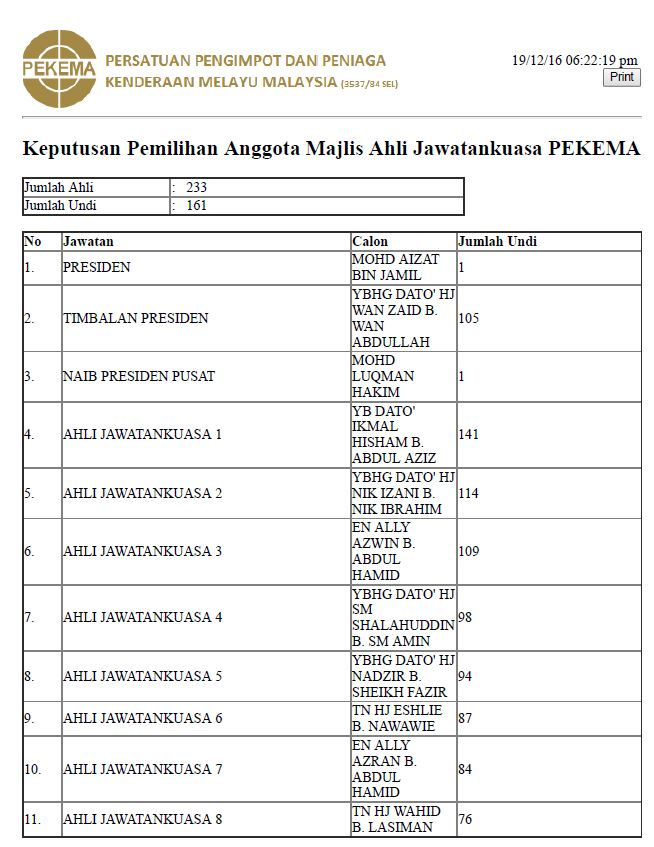 PEKEMA
PERSATUAN PENGIMPOT DAN PENIAGA
KENDERAAN MELAYU MALAYSIA (3537/84 SEL)
19/12/16 06:22:19 pm
Print
Keputusan Pemilihan Anggota Majlis Ahli Jawatankuasa PEKEMA
Jumlah Ahli : 233
Jumlah Undi : 161
No Jawatan Calon Jumlah Undi
1. PRESIDEN MOHD AIZAT
BIN JAMIL 1
2. TIMBALAN PRESIDEN YBHG DATO' HJ
WAN ZAID B.
WAN
ABDULLAH 105
3. NAIB PRESIDEN PUSAT MOHD
LUQMAN
HAKIM 1
4. AHLI JAWATANKUASA 1 YB DATO'
IKMAL
HISHAM B.
ABDUL AZIZ 141
5. AHLI JAWATANKUASA 2 YBHG DATO' HJ
NIK IZANI B.
NIK IBRAHIM 114
6. AHLI JAWATANKUASA 3 EN ALLY
AZWIN B.
ABDUL
HAMID 109
7. AHLI JAWATANKUASA 4 YBHG DATO' HJ
SM
SHALAHUDDIN
B. SM AMIN 98
8. AHLI JAWATANKUASA 5 YBHG DATO' HJ
NADZIR B.
SHEIKH FAZIR 94
9. AHLI JAWATANKUASA 6 TN HJ ESHLIE
B. NAWAWIE 87
10. AHLI JAWATANKUASA 7 EN ALLY
AZRAN B.
ABDUL
HAMID 84
11. AHLI JAWATANKUASA 8 TN HJ WAHID
B. LASIMAN 76